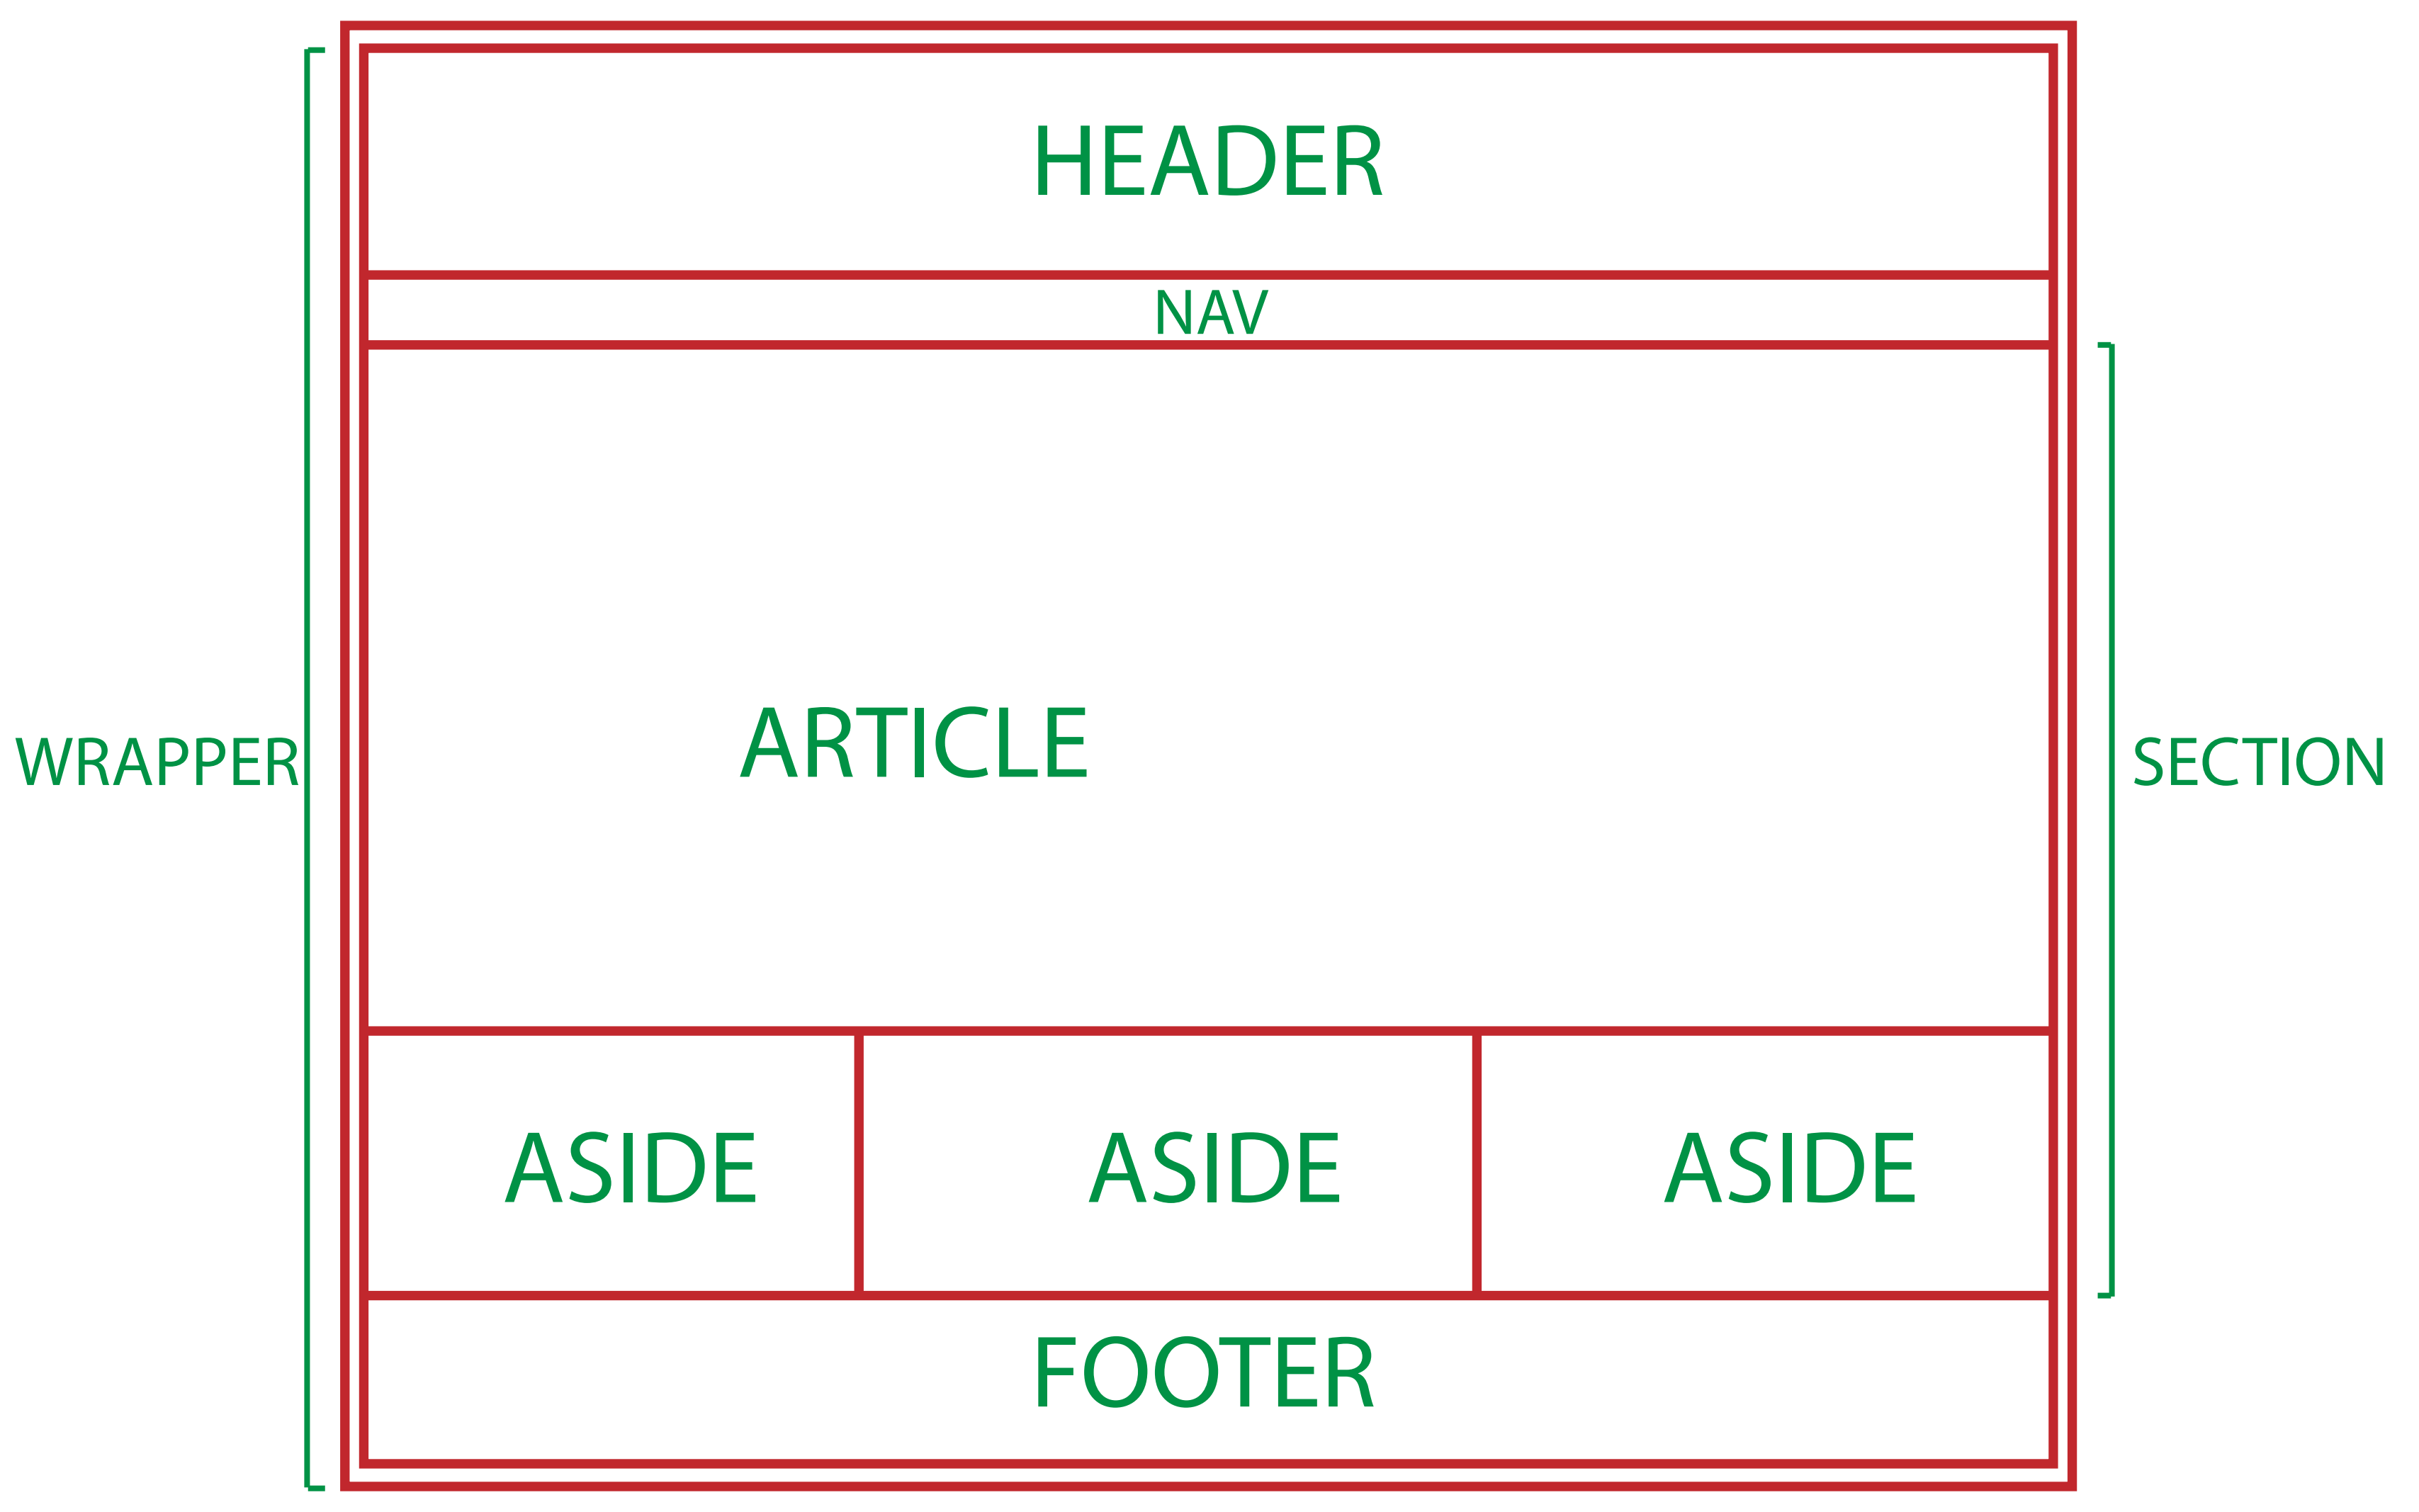 HEADER
NAV
ARTICLE
WRAPPER
SECTION
ASIDE
ASIDE
ASIDE
FOOTER